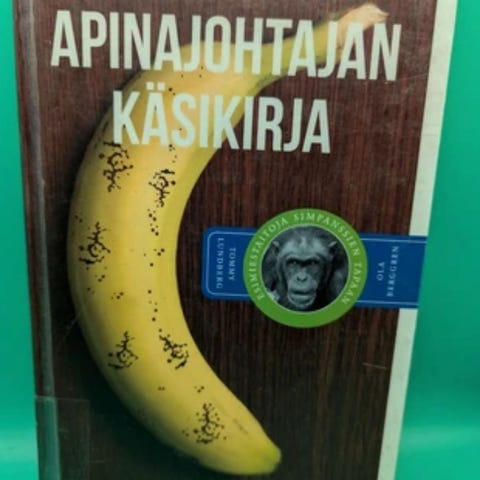 APINAJOHTAJAN
KÄSIKIRJA
ESIMIESTAITOJA SIMPANSSIEN TAPAAN
TOMMY
LUNDBERG
OLA
BERGGREN